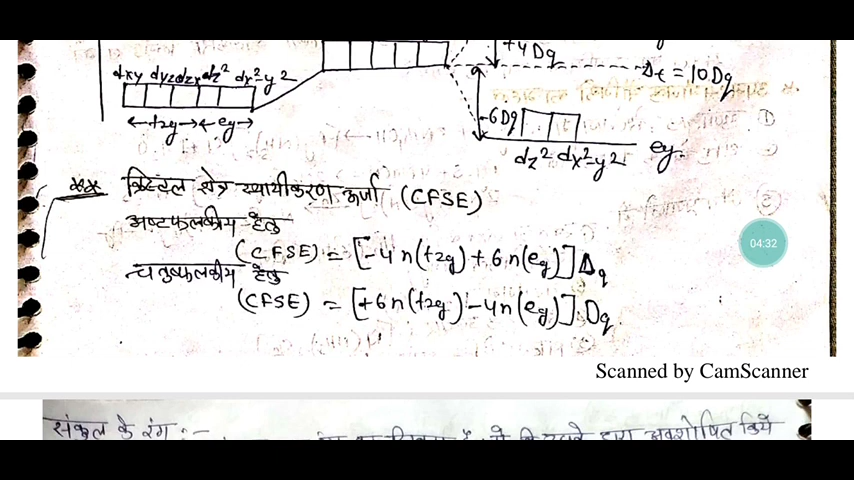 +4Dq
dxy dyz dzx dz² dx²-y²
Δt = 10Dq
-6Dq
←t2g→←eg→
dz² dx²-y² eg
** क्रिस्टल क्षेत्र स्थायीकरण ऊर्जा (CFSE)
अष्टफलकीय हेतु
(CFSE) = [-4n(t2g)+6n(eg)]Δq
चतुष्फलकीय हेतु
(CFSE) = [+6n(t2g)-4n(eg)].Dq
04:32
Scanned by CamScanner
संकुल के रंग :-
द्वारा अवशोषित किये